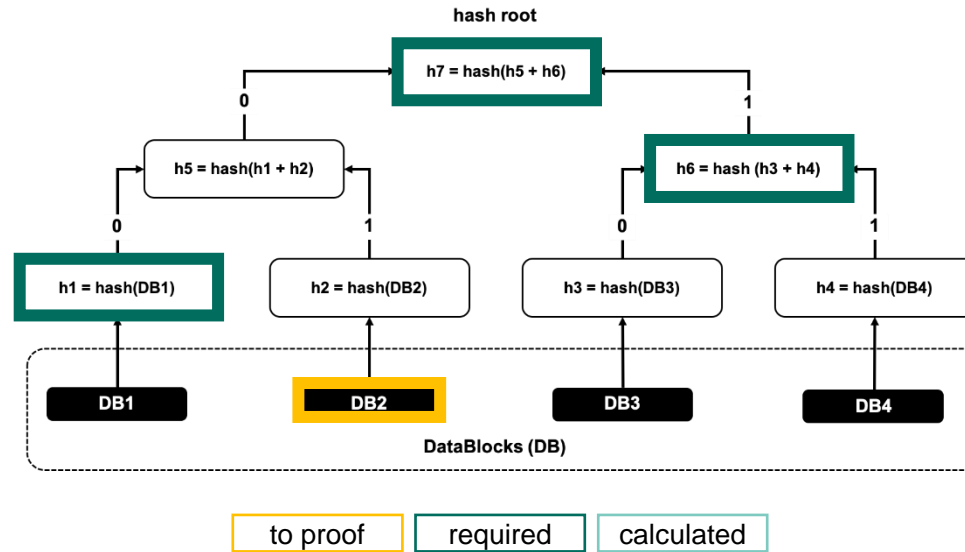 hash root
h7 = hash(h5 + h6)
0
1
h5 = hash(h1 + h2)
h6 = hash (h3 + h4)
0
1
0
1
h1 = hash(DB1)
h2 = hash(DB2)
h3 = hash(DB3)
h4 = hash(DB4)
DB1
DB2
DB3
DB4
DataBlocks (DB)
to proof
required
calculated